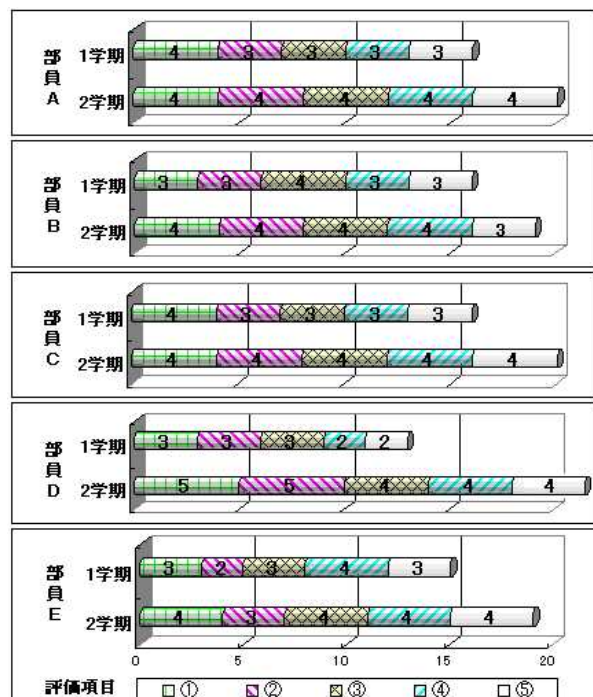 部員A
1学期 4 3 3 3 3
2学期 4 4 4 4 4
部員B
1学期 3 3 4 3 3
2学期 4 4 4 4 3
部員C
1学期 4 3 3 3 3
2学期 4 4 4 4 4
部員D
1学期 3 3 3 2 2
2学期 5 5 4 4 4
部員E
1学期 3 2 3 4 3
2学期 4 3 4 4 4
0 5 10 15 20
評価項目 ① ② ③ ④ ⑤